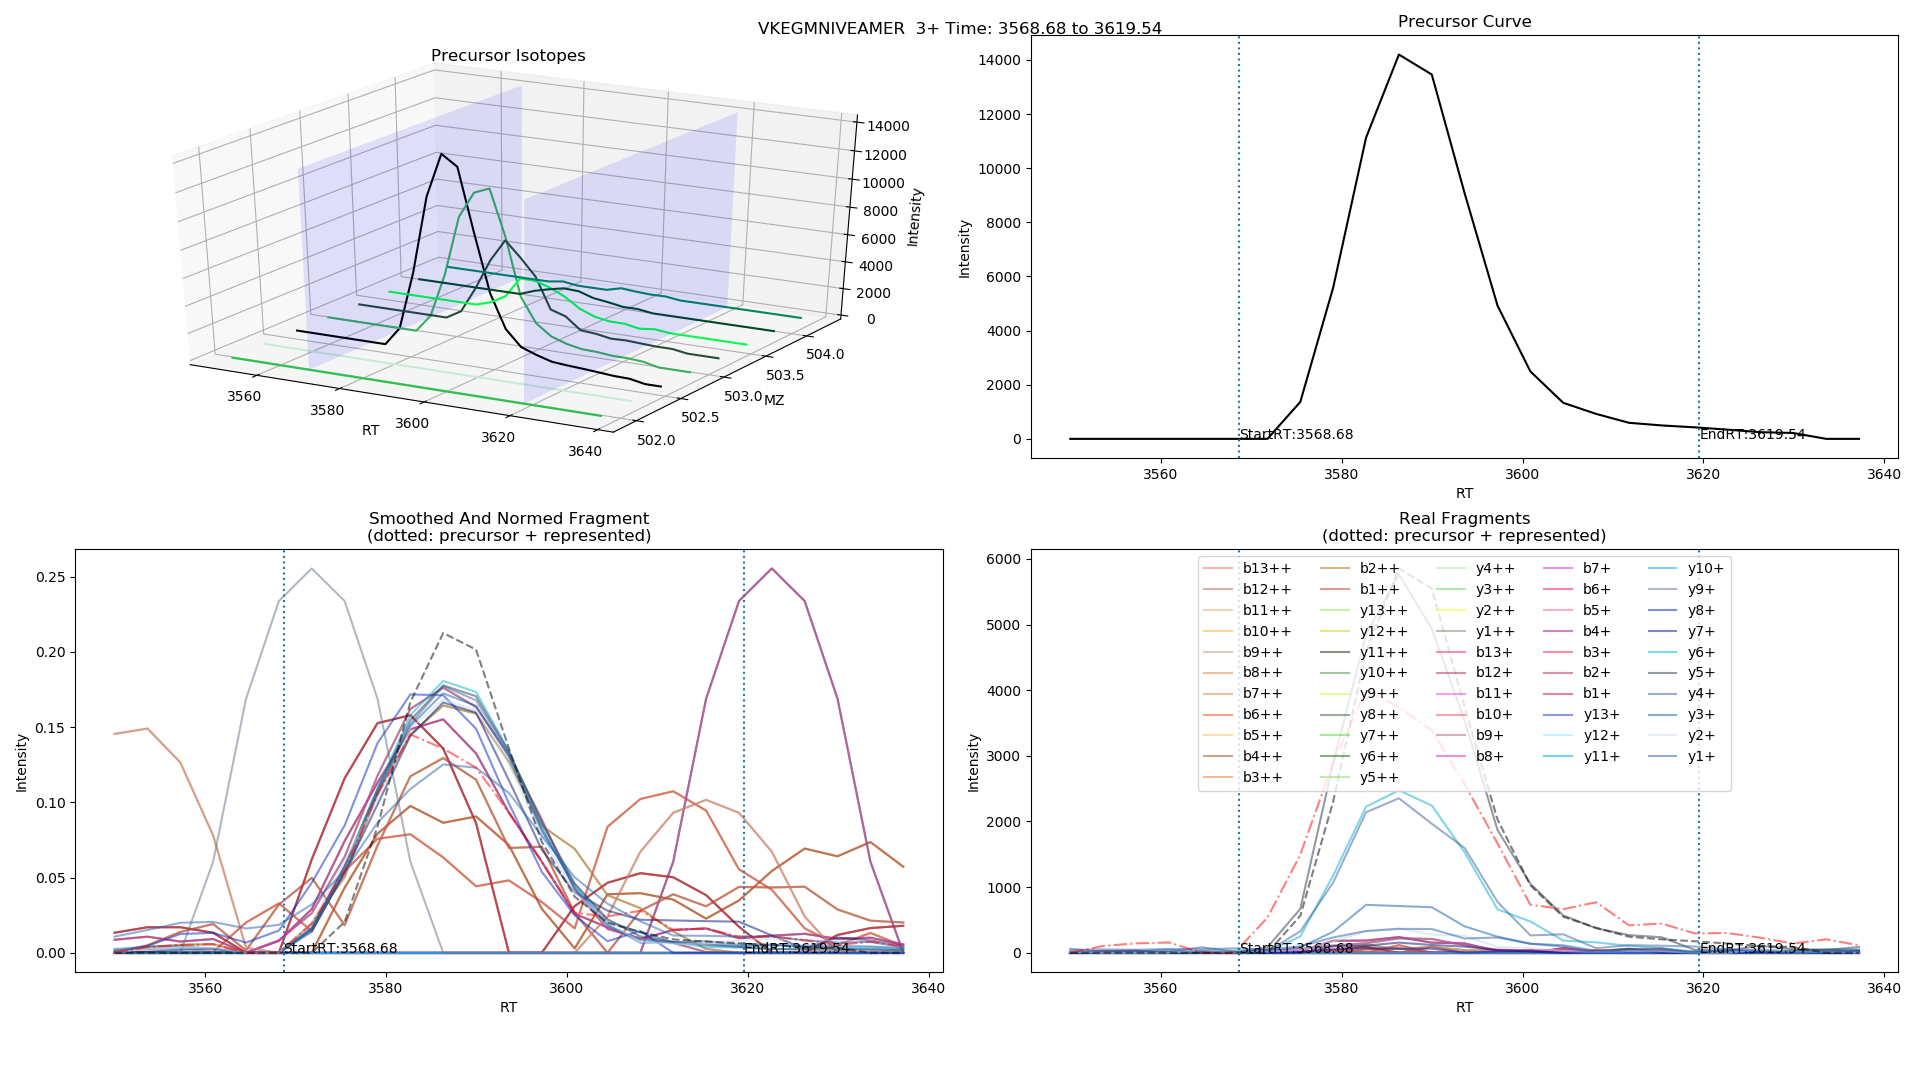 VKEGMNIVEAMER  3+ Time: 3568.68 to 3619.54
Precursor Isotopes
14000
12000
10000
8000
6000
4000
2000
0
Intensity
504.0
503.5
503.0
502.5
502.0
MZ
3560
3580
3600
3620
3640
RT
Precursor Curve
14000
12000
10000
8000
6000
4000
2000
0
Intensity
StartRT:3568.68
EndRT:3619.54
3560
3580
3600
3620
3640
RT
Smoothed And Normed Fragment
(dotted: precursor + represented)
0.25
0.20
0.15
0.10
0.05
0.00
Intensity
StartRT:3568.68
EndRT:3619.54
3560
3580
3600
3620
3640
RT
Real Fragments
(dotted: precursor + represented)
6000
5000
4000
3000
2000
1000
0
Intensity
b13++
b12++
b11++
b10++
b9++
b8++
b7++
b6++
b5++
b4++
b3++
b2++
b1++
y13++
y12++
y11++
y10++
y9++
y8++
y7++
y6++
y5++
y4++
y3++
y2++
y1++
b13+
b12+
b11+
b10+
b9+
b8+
b7+
b6+
b5+
b4+
b3+
b2+
b1+
y13+
y12+
y11+
y10+
y9+
y8+
y7+
y6+
y5+
y4+
y3+
y2+
y1+
StartRT:3568.68
EndRT:3619.54
3560
3580
3600
3620
3640
RT